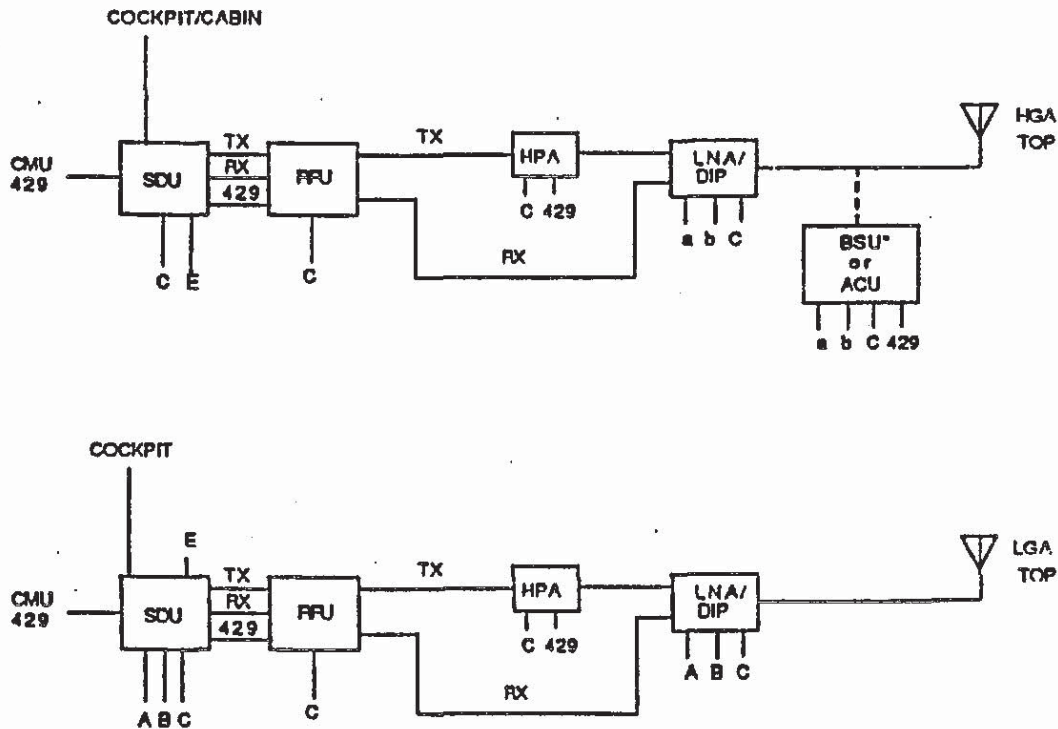 COCKPIT/CABIN
CMU
429
SDU
TX
RX
429
RFU
C
E
C
TX
RX
HPA
C 429
LNA/
DIP
a b C
HGA
TOP
BSU*
or
ACU
a b C 429
COCKPIT
E
CMU
429
SDU
TX
RX
429
RFU
A B C
C
TX
RX
HPA
C 429
LNA/
DIP
A B C
LGA
TOP